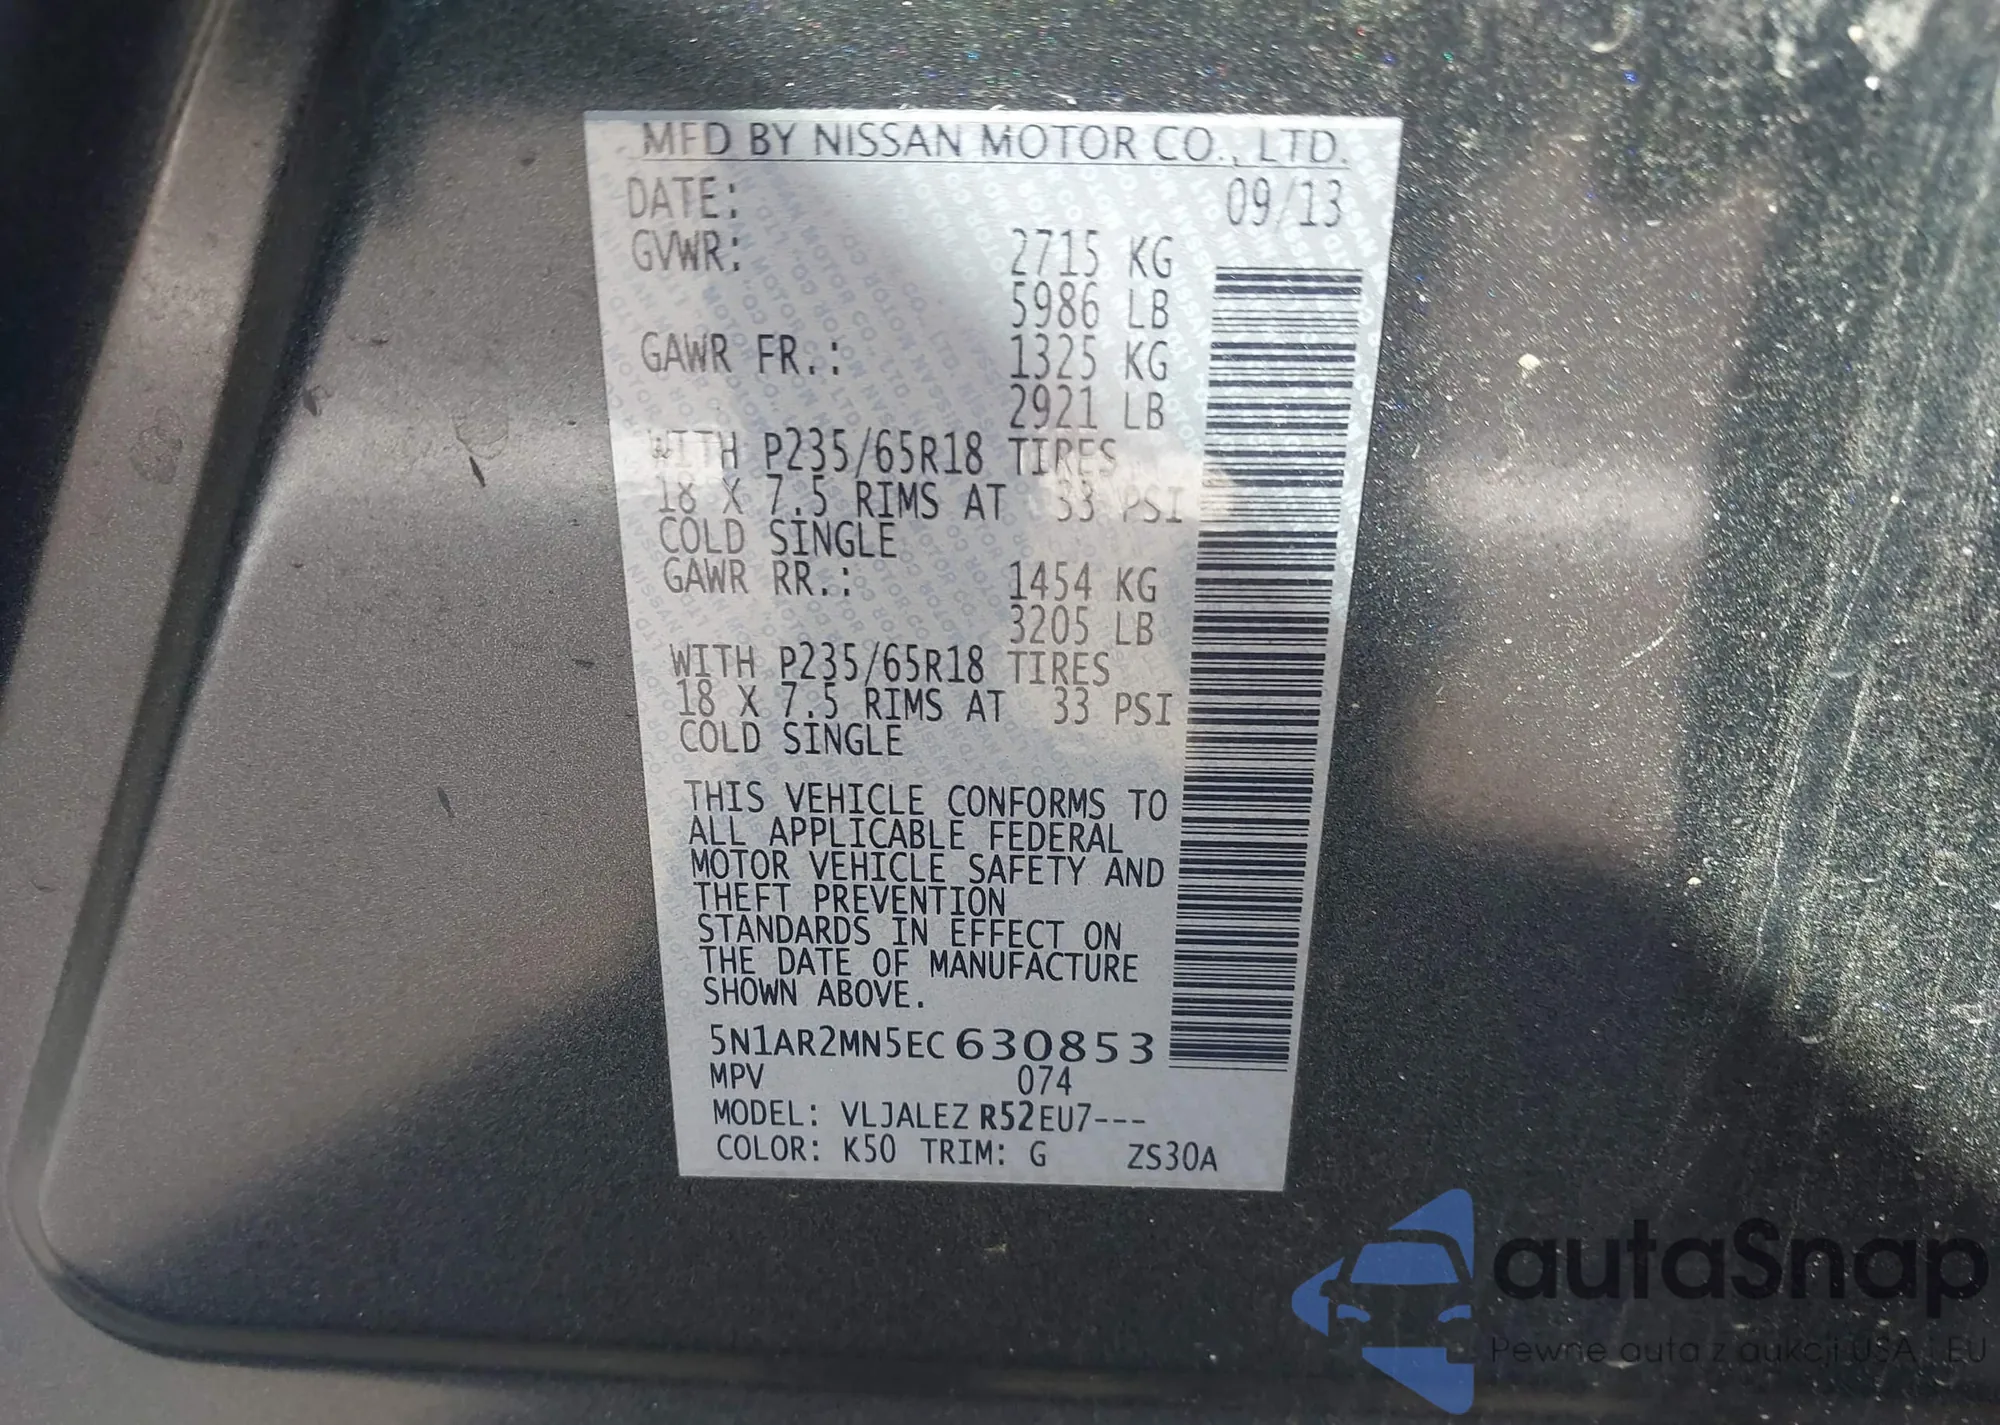 MFD BY NISSAN MOTOR CO., LTD.
DATE: 09/13
GVWR: 2715 KG
5986 LB
GAWR FR.: 1325 KG
2921 LB
WITH P235/65R18 TIRES
18 X 7.5 RIMS AT 33 PSI
COLD SINGLE
GAWR RR.: 1454 KG
3205 LB
WITH P235/65R18 TIRES
18 X 7.5 RIMS AT 33 PSI
COLD SINGLE
THIS VEHICLE CONFORMS TO
ALL APPLICABLE FEDERAL
MOTOR VEHICLE SAFETY AND
THEFT PREVENTION
STANDARDS IN EFFECT ON
THE DATE OF MANUFACTURE
SHOWN ABOVE.
5N1AR2MN5EC630853
MPV 074
MODEL: VLJALEZ R52EU7---
COLOR: K50 TRIM: G ZS30A
autaSnap
Pewne auta z aukcji USA i EU